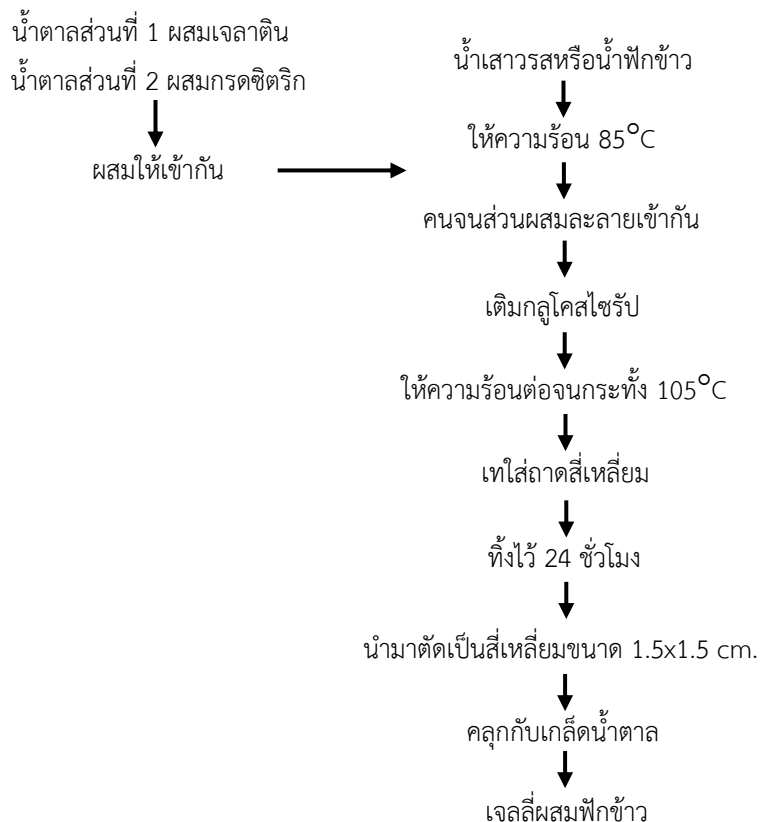 น้ำตาลส่วนที่ 1 ผสมเจลาติน
น้ำตาลส่วนที่ 2 ผสมกรดซิตริก
ผสมให้เข้ากัน
น้ำเสาวรสหรือน้ำฟักข้าว
ให้ความร้อน 85°C
คนจนส่วนผสมละลายเข้ากัน
เติมกลูโคสไซรัป
ให้ความร้อนต่อจนกระทั้ง 105°C
เทใส่ถาดสี่เหลี่ยม
ทิ้งไว้ 24 ชั่วโมง
นำมาตัดเป็นสี่เหลี่ยมขนาด 1.5x1.5 cm.
คลุกกับเกล็ดน้ำตาล
เจลลี่ผสมฟักข้าว